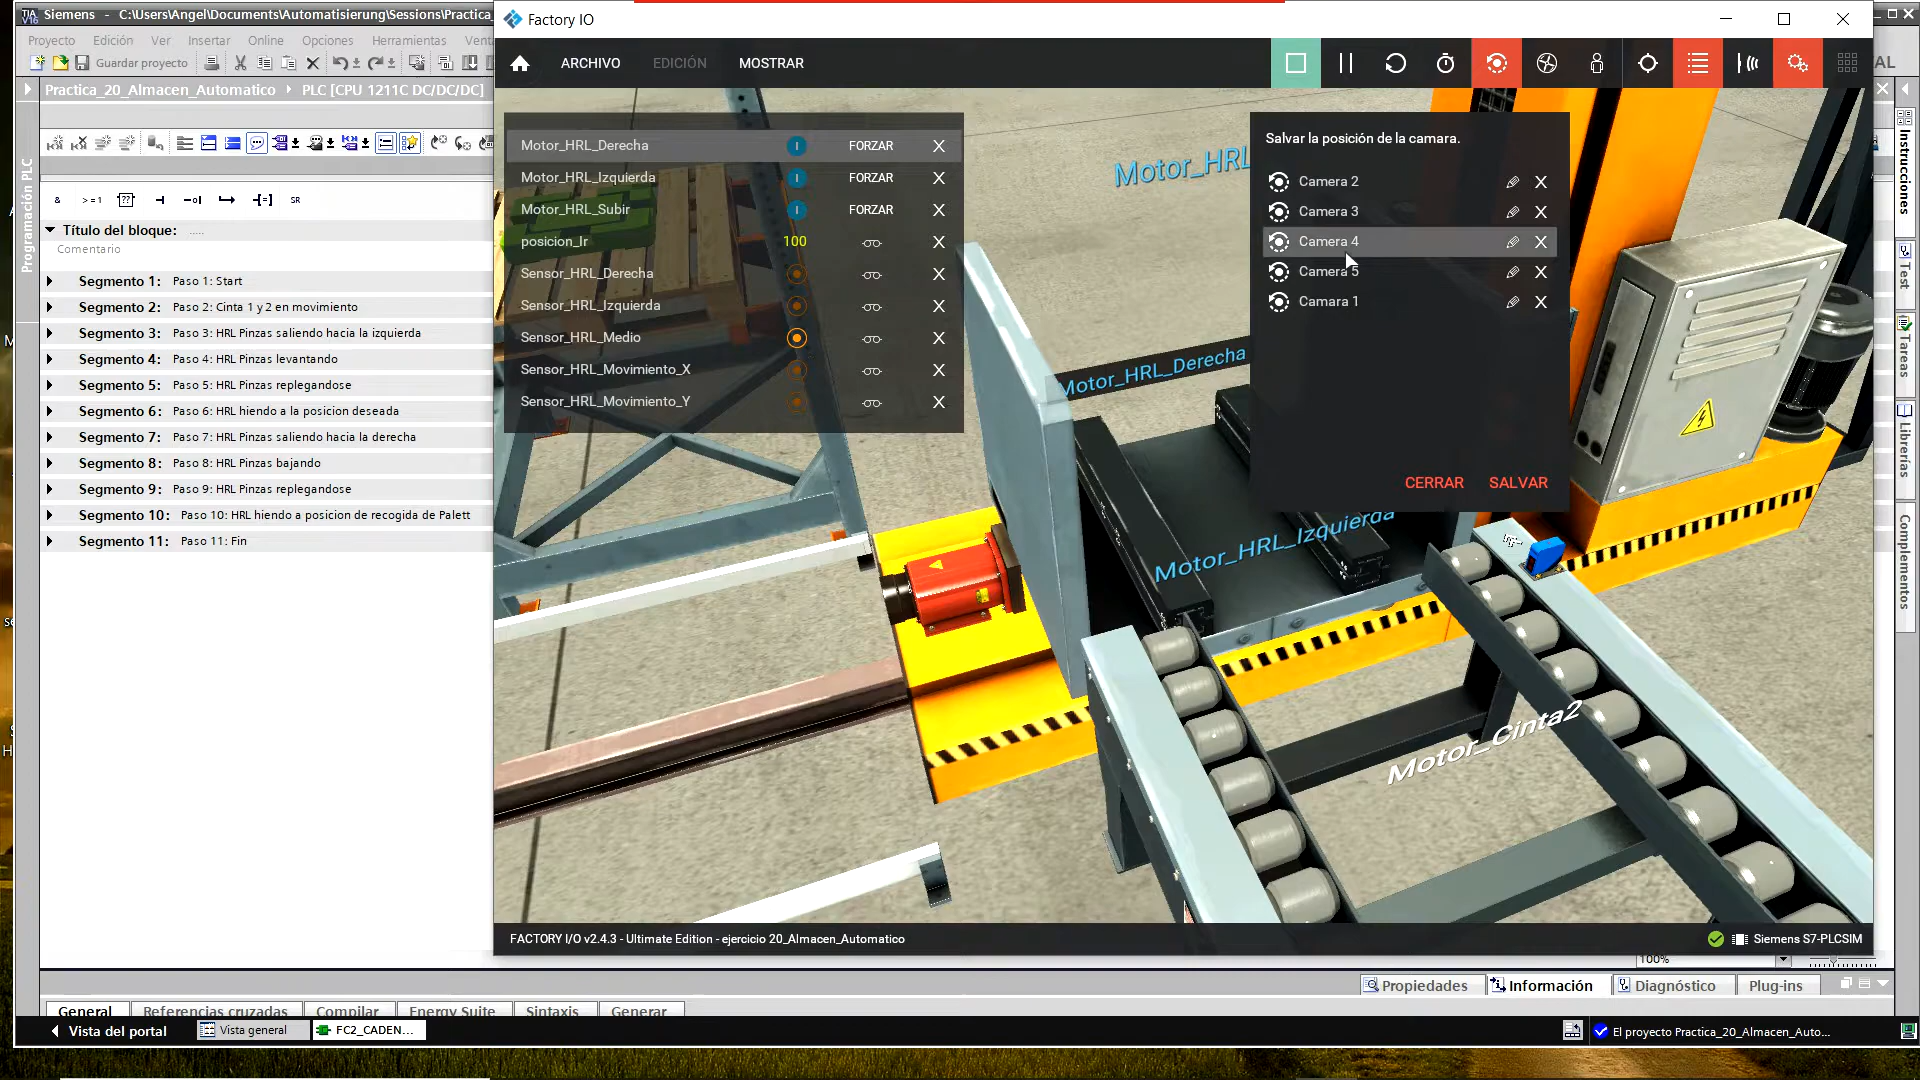 Siemens - C:\Users\Angel\Documents\Automatisierung\Sessions\Practica_
Factory IO
Proyecto Edición Ver Insertar Online Opciones Herramientas
Guardar proyecto
ARCHIVO EDICIÓN MOSTRAR
Practica_20_Almacen_Automatico PLC [CPU 1211C DC/DC/DC]
Programación PLC
& >=1 ?? SR
Título del bloque: .....
Comentario
Segmento 1: Paso 1: Start
Segmento 2: Paso 2: Cinta 1 y 2 en movimiento
Segmento 3: Paso 3: HRL Pinzas saliendo hacia la izquierda
Segmento 4: Paso 4: HRL Pinzas levantando
Segmento 5: Paso 5: HRL Pinzas replegandose
Segmento 6: Paso 6: HRL hiendo a la posicion deseada
Segmento 7: Paso 7: HRL Pinzas saliendo hacia la derecha
Segmento 8: Paso 8: HRL Pinzas bajando
Segmento 9: Paso 9: HRL Pinzas replegandose
Segmento 10: Paso 10: HRL hiendo a posicion de recogida de Palett
Segmento 11: Paso 11: Fin
Motor_HRL_Derecha FORZAR X
Motor_HRL_Izquierda FORZAR X
Motor_HRL_Subir FORZAR X
posicion_Ir 100 X
Sensor_HRL_Derecha X
Sensor_HRL_Izquierda X
Sensor_HRL_Medio X
Sensor_HRL_Movimiento_X X
Sensor_HRL_Movimiento_Y X
Salvar la posición de la camara.
Camera 2 X
Camera 3 X
Camera 4 X
Camera 5 X
Camara 1 X
CERRAR SALVAR
Motor_HRL
Motor_HRL_Derecha
Motor_HRL_Izquierda
Motor_Cinta2
Instrucciones
Test
Tareas
Librerías
Complementos
FACTORY I/O v2.4.3 - Ultimate Edition - ejercicio 20_Almacen_Automatico
Siemens S7-PLCSIM
100%
Propiedades Información Diagnóstico Plug-ins
General Referencias cruzadas Compilar Energy Suite Sintaxis Generar
Vista del portal Vista general FC2_CADEN...
El proyecto Practica_20_Almacen_Auto...